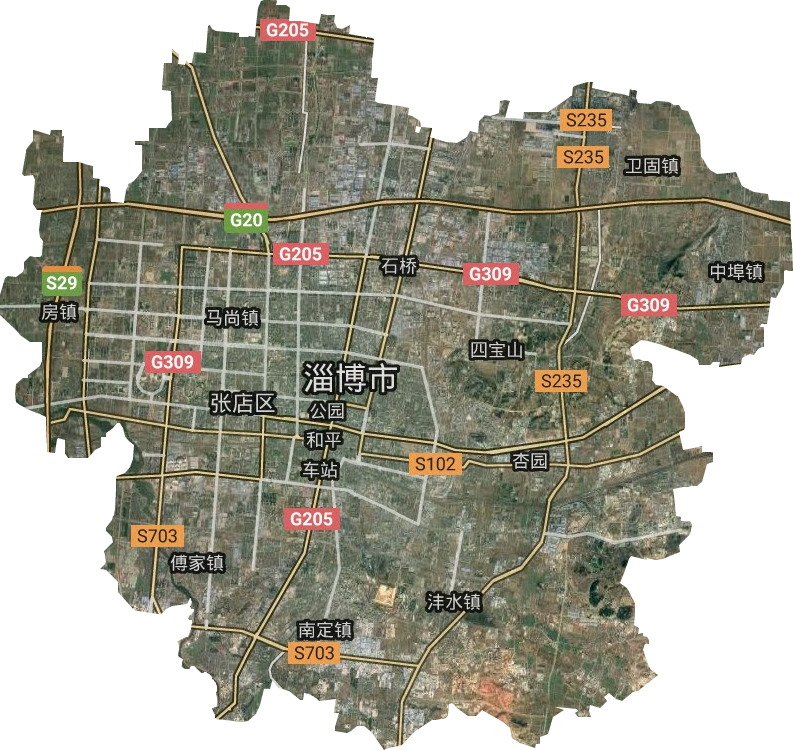 G205
S235
S235
卫固镇
G20
G205
石桥
G309
中埠镇
S29
G309
房镇
马尚镇
四宝山
G309
淄博市
S235
张店区
公园
和平
S102
杏园
车站
G205
S703
傅家镇
沣水镇
南定镇
S703